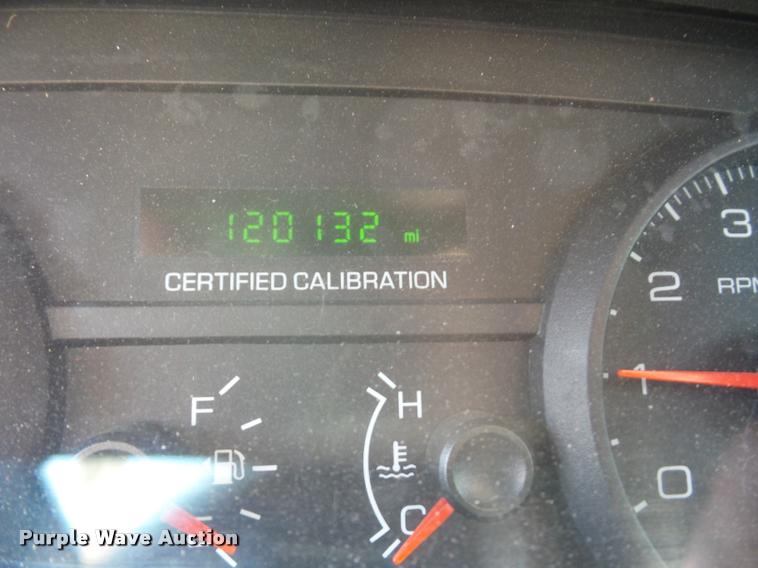 120132 mi
CERTIFIED CALIBRATION
3
2
RPM
1
0
F
H
C
Purple Wave Auction